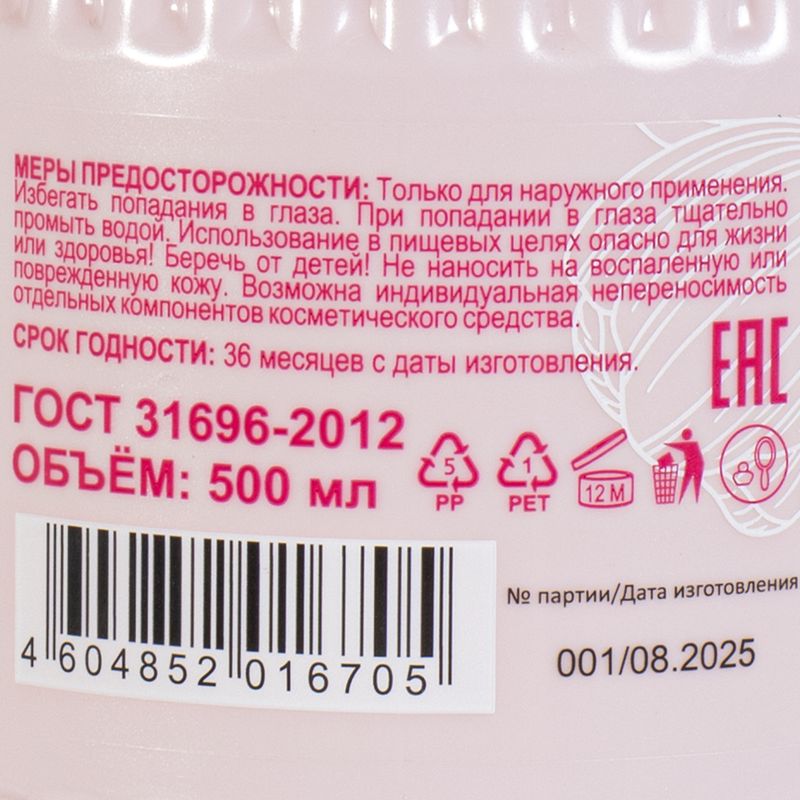 МЕРЫ ПРЕДОСТОРОЖНОСТИ: Только для наружного применения.
Избегать попадания в глаза. При попадании в глаза тщательно
промыть водой. Использование в пищевых целях опасно для жизни
или здоровья! Беречь от детей! Не наносить на воспаленную или
поврежденную кожу. Возможна индивидуальная непереносимость
отдельных компонентов косметического средства.
СРОК ГОДНОСТИ: 36 месяцев с даты изготовления.
EAC
ГОСТ 31696-2012
ОБЪЁМ: 500 мл
5
PP
1
PET
12 M
№ партии/Дата изготовления
001/08.2025
4 604852 016705